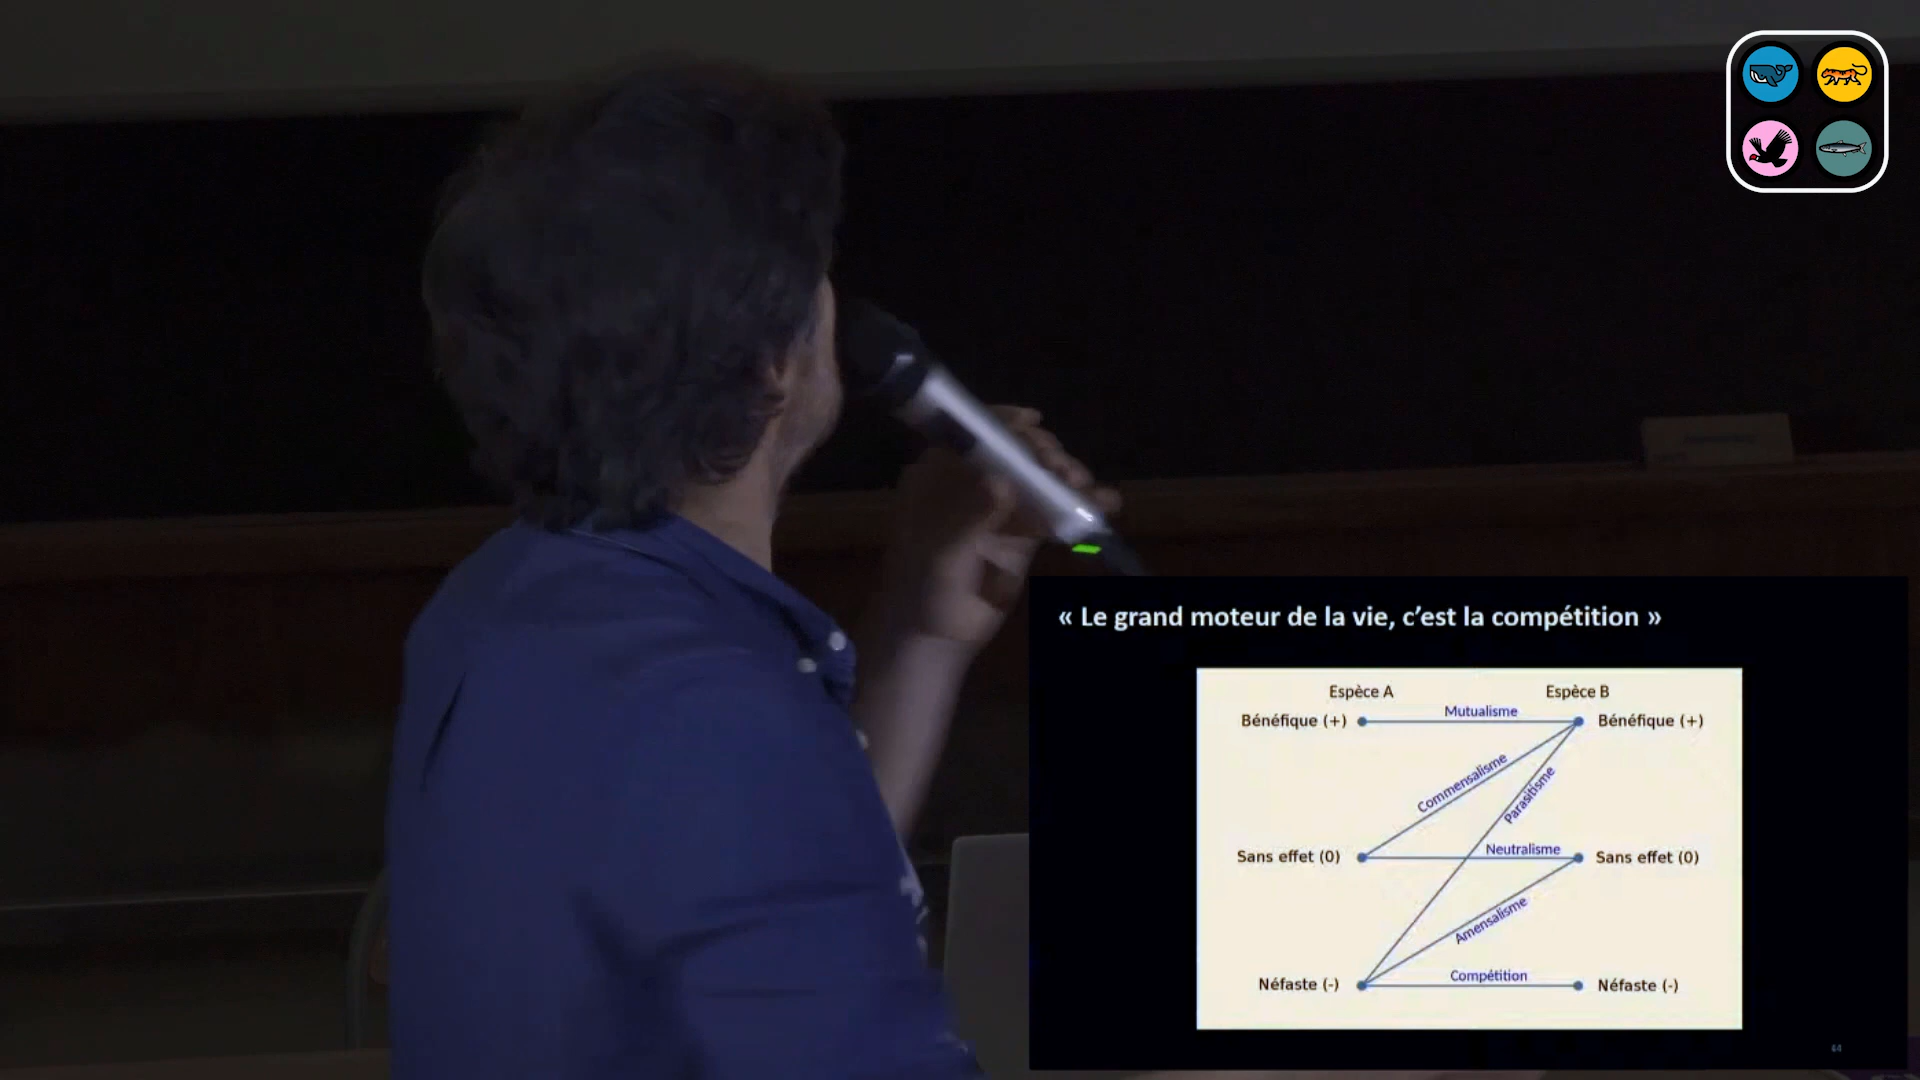 « Le grand moteur de la vie, c’est la compétition »
Espèce A Espèce B
Mutualisme
Bénéfique (+) Bénéfique (+)
Commensalisme
Parasitisme
Neutralisme
Sans effet (0) Sans effet (0)
Amensalisme
Compétition
Néfaste (-) Néfaste (-)
44